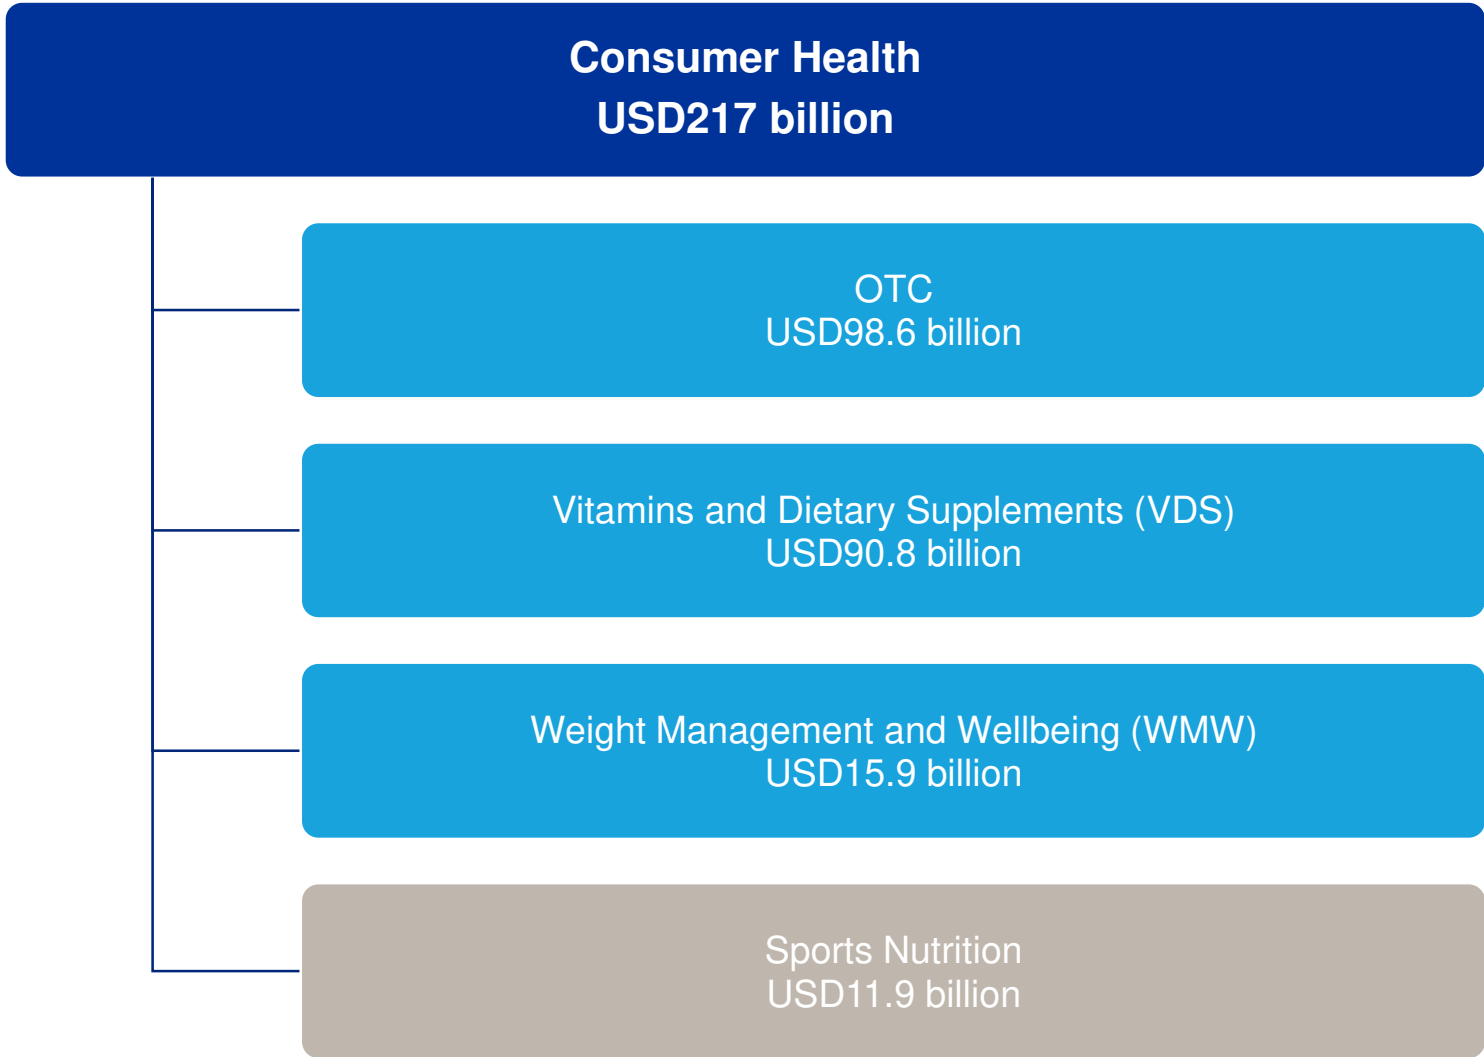 Consumer Health
USD217 billion
OTC
USD98.6 billion
Vitamins and Dietary Supplements (VDS)
USD90.8 billion
Weight Management and Wellbeing (WMW)
USD15.9 billion
Sports Nutrition
USD11.9 billion